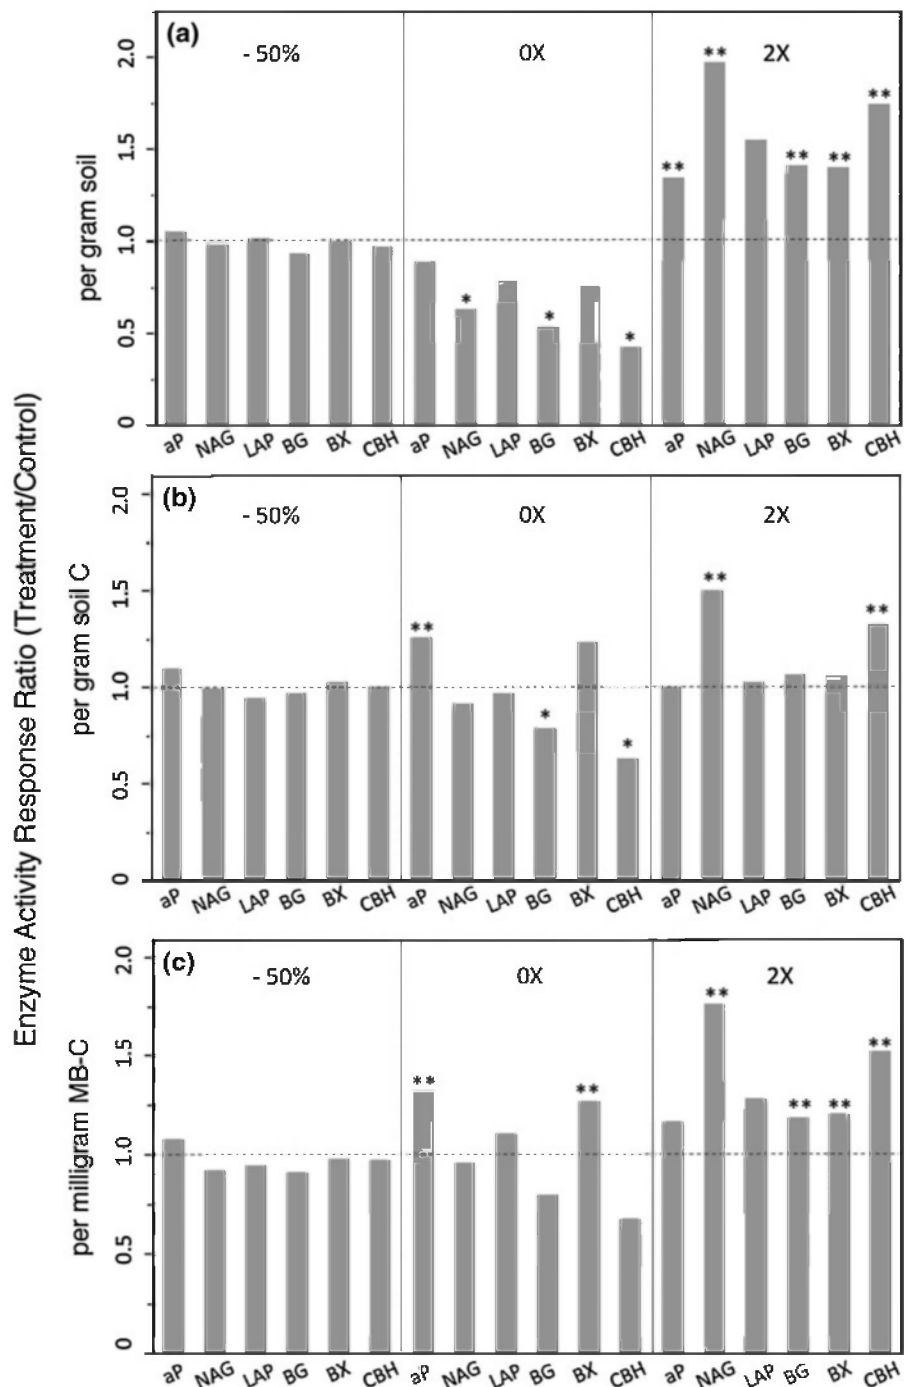 Enzyme Activity Response Ratio (Treatment/Control)
(a)
- 50%
0X
2X
per gram soil
2.0
1.5
1.0
0.5
0
** ** ** ** **
* * *
aP NAG LAP BG BX CBH aP NAG LAP BG BX CBH aP NAG LAP BG BX CBH
(b)
- 50%
0X
2X
per gram soil C
2.0
1.5
1.0
0.5
0
** ** **
* *
aP NAG LAP BG BX CBH aP NAG LAP BG BX CBH aP NAG LAP BG BX CBH
(c)
- 50%
0X
2X
per milligram MB-C
2.0
1.5
1.0
0.5
0
** ** ** ** ** **
aP NAG LAP BG BX CBH aP NAG LAP BG BX CBH aP NAG LAP BG BX CBH